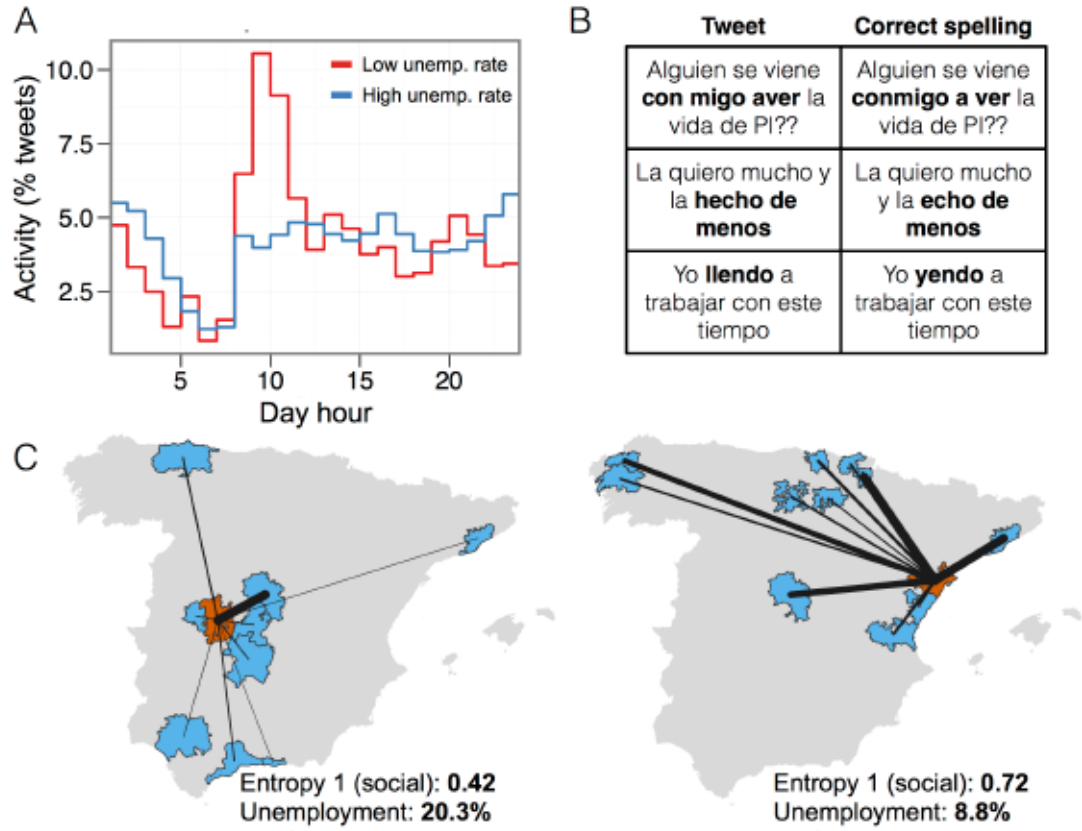 A
Low unemp. rate
High unemp. rate
10.0
7.5
5.0
2.5
Activity (% tweets)
5
10
15
20
Day hour
B
Tweet
Correct spelling
Alguien se viene
con migo aver la
vida de PI??
Alguien se viene
conmigo a ver la
vida de PI??
La quiero mucho y
la hecho de
menos
La quiero mucho
y la echo de
menos
Yo llendo a
trabajar con este
tiempo
Yo yendo a
trabajar con este
tiempo
C
Entropy 1 (social): 0.42
Unemployment: 20.3%
Entropy 1 (social): 0.72
Unemployment: 8.8%